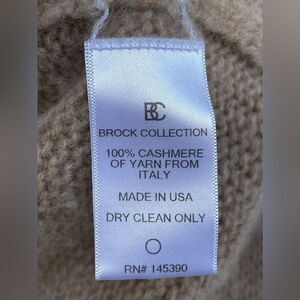 BC
BROCK COLLECTION
100% CASHMERE
OF YARN FROM
ITALY
MADE IN USA
DRY CLEAN ONLY
RN# 145390